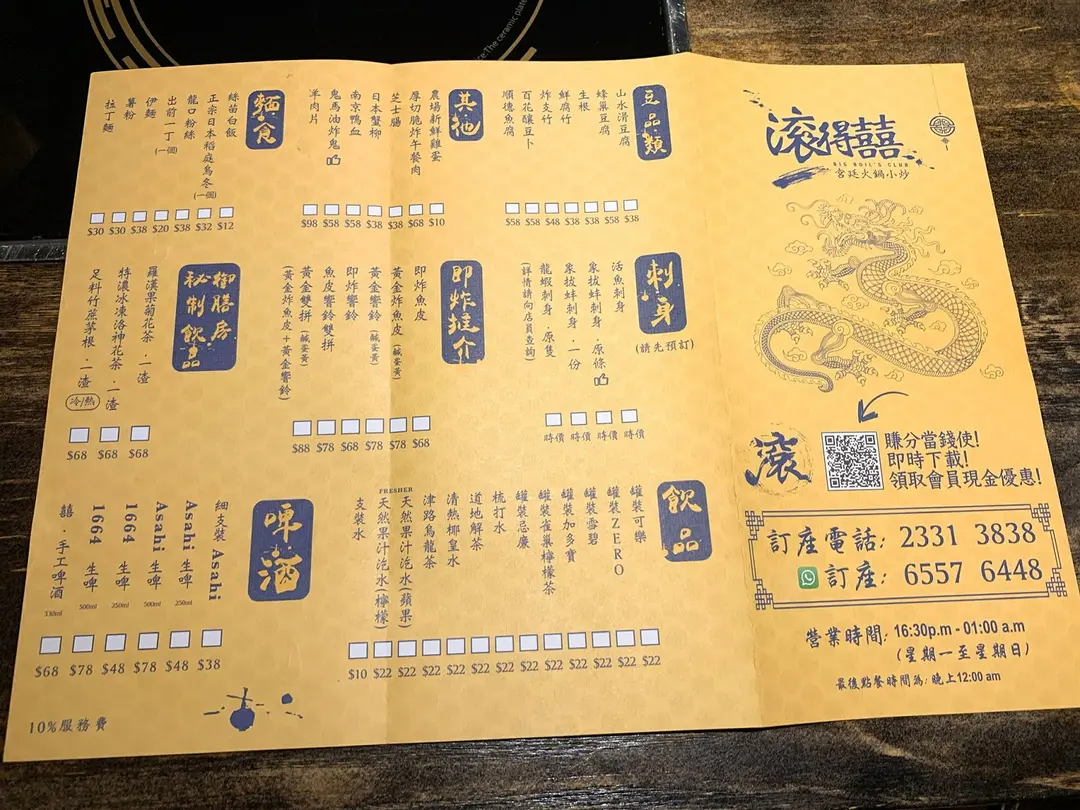 滾得囍
BIG BOIL'S CLUB
宮廷火鍋小炒
滾
賺分當錢使!
即時下載!
領取會員現金優惠!
訂座電話: 2331 3838
訂座: 6557 6448
營業時間: 16:30p.m - 01:00 a.m
(星期一至星期日)
最後點餐時間為: 晚上12:00 am
豆品類
山水滑豆腐 $38
蜂巢豆腐 $58
生根 $38
鮮腐竹 $38
炸支竹 $48
百花釀豆卜 $58
順德魚腐 $58
其他
農場新鮮雞蛋 $10
厚切脆炸午餐肉 $68
芝士腸 $38
日本蟹柳 $38
南京鴨血 $58
鬼馬油炸鬼 $58
羊肉片 $98
麵食
絲苗白飯 $12
正宗日本稻庭烏冬(一個) $32
龍口粉絲 $38
出前一丁(一個) $20
伊麵 $38
薯粉 $30
拉丁麵 $30
刺身
(請先預訂)
活魚刺身 時價
象拔蚌刺身．原條 時價
象拔蚌刺身．一份 時價
龍蝦刺身．原隻 時價
(詳情請向店員查詢)
即炸推介
即炸魚皮 $68
黃金炸魚皮(鹹蛋黃) $78
黃金響鈴(鹹蛋黃) $78
即炸響鈴 $68
魚皮響鈴雙拼 $78
黃金雙拼 $88
(黃金炸魚皮+黃金響鈴)
御膳房
秘制飲品
羅漢果菊花茶．一渣 $68
特濃冰凍洛神花茶．一渣 $68
足料竹蔗茅根．一渣 冷/熱 $68
飲品
罐裝可樂 $22
罐裝ZERO $22
罐裝雪碧 $22
罐裝加多寶 $22
罐裝雀巢檸檬茶 $22
罐裝忌廉 $22
梳打水 $22
道地解茶 $22
清熱椰皇水 $22
津路烏龍茶 $22
FRESHER
天然果汁汽水(蘋果) $22
天然果汁汽水(檸檬) $22
支裝水 $10
啤酒
細支裝 Asahi $38
Asahi 生啤 250ml $48
Asahi 生啤 500ml $78
1664 生啤 250ml $48
1664 生啤 500ml $78
囍．手工啤酒 330ml $68
10%服務費